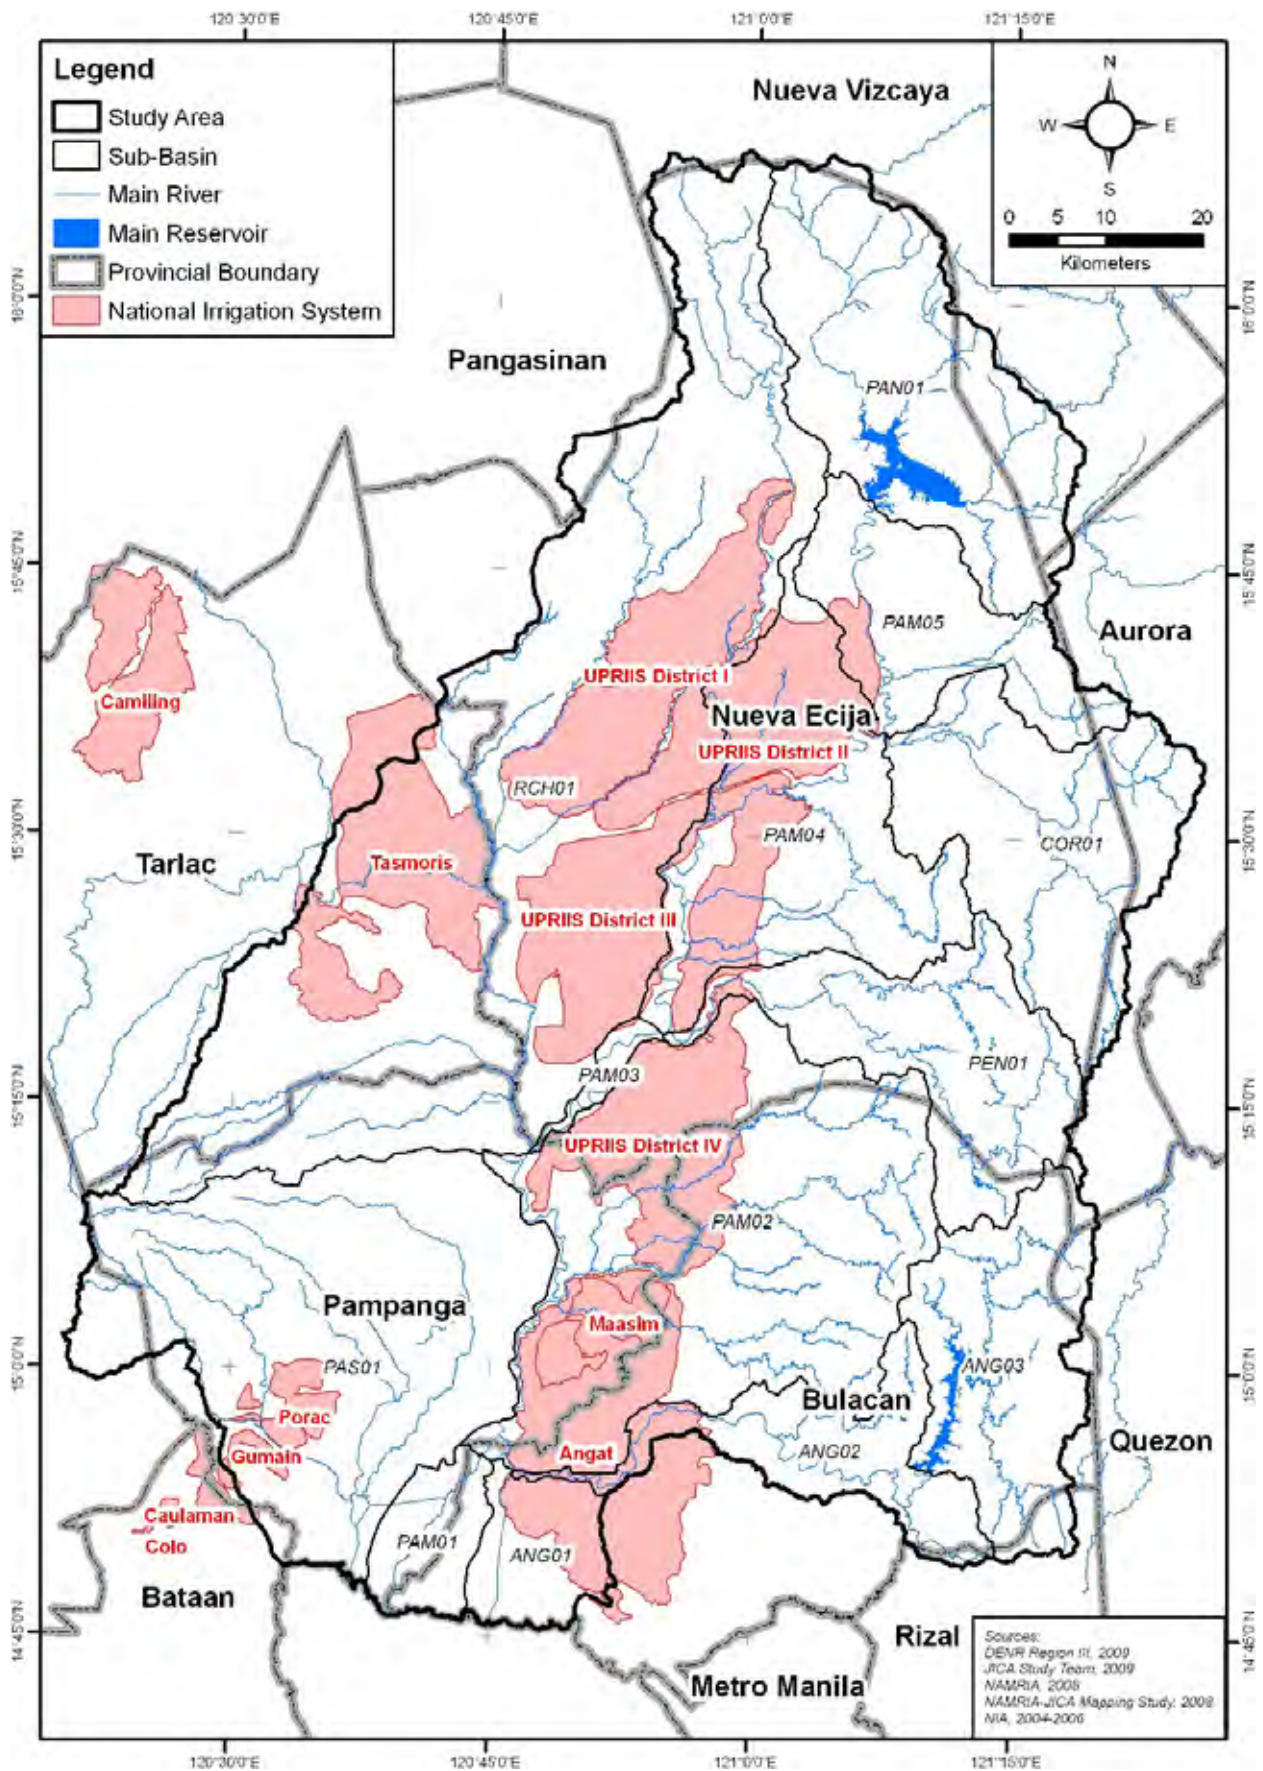 120°30'0"E
120°45'0"E
121°0'0"E
121°15'0"E
Legend
Study Area
Sub-Basin
Main River
Main Reservoir
Provincial Boundary
National Irrigation System
Nueva Vizcaya
N
W
E
S
0 5 10 20
Kilometers
16°0'0"N
16°0'0"N
Pangasinan
PAN01
15°45'0"N
15°45'0"N
PAM05
Aurora
UPRIIS District I
Camiling
Nueva Ecija
UPRIIS District II
RCH01
PAM04
15°30'0"N
15°30'0"N
COR01
Tarlac
Tasmoris
UPRIIS District III
PEN01
PAM03
15°15'0"N
15°15'0"N
UPRIIS District IV
PAM02
Pampanga
Maasim
15°0'0"N
15°0'0"N
PAS01
ANG03
Bulacan
Porac
Quezon
Angat
ANG02
Gumain
Caulaman
Colo
PAM01
ANG01
Bataan
14°45'0"N
14°45'0"N
Rizal
Metro Manila
Sources:
DENR Region III, 2009
JICA Study Team, 2009
NAMRIA, 2008
NAMRIA-JICA Mapping Study, 2008
NIA, 2004-2006
120°30'0"E
120°45'0"E
121°0'0"E
121°15'0"E